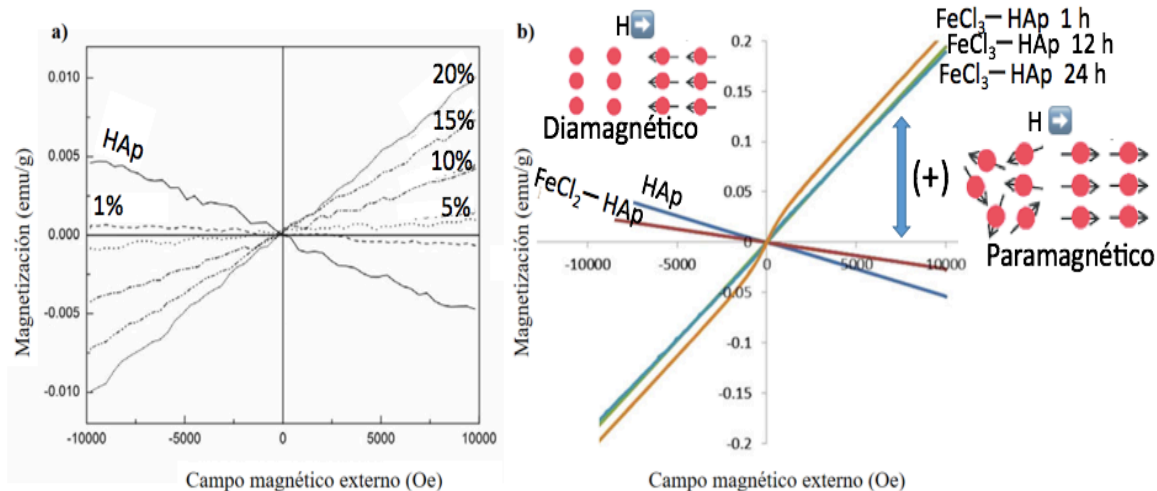 a)
Magnetización (emu/g)
0.010
0.005
0.000
-0.005
-0.010
HAp
1%
20%
15%
10%
5%
-10000
-5000
0
5000
10000
Campo magnético externo (Oe)
b)
Magnetización (emu/g)
H
Diamagnético
0.2
0.15
0.1
0.05
0
0.05
-0.1
-0.15
-0.2
FeCl₃— HAp 1 h
FeCl₃— HAp 12 h
FeCl₃— HAp 24 h
H
(+)
Paramagnético
FeCl₂— HAp
HAp
-10000
-5000
0
5000
10000
Campo magnético externo (Oe)